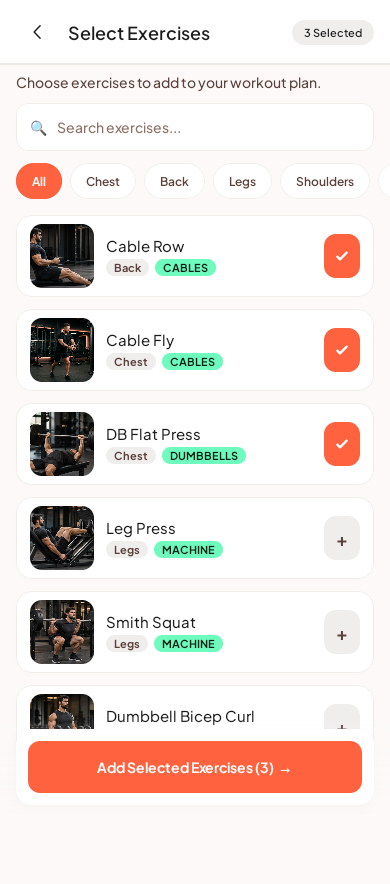 Select Exercises
3 Selected
Choose exercises to add to your workout plan.
Search exercises...
All
Chest
Back
Legs
Shoulders
Cable Row
Back
CABLES
Cable Fly
Chest
CABLES
DB Flat Press
Chest
DUMBBELLS
Leg Press
Legs
MACHINE
+
Smith Squat
Legs
MACHINE
+
Dumbbell Bicep Curl
+
Add Selected Exercises (3) →